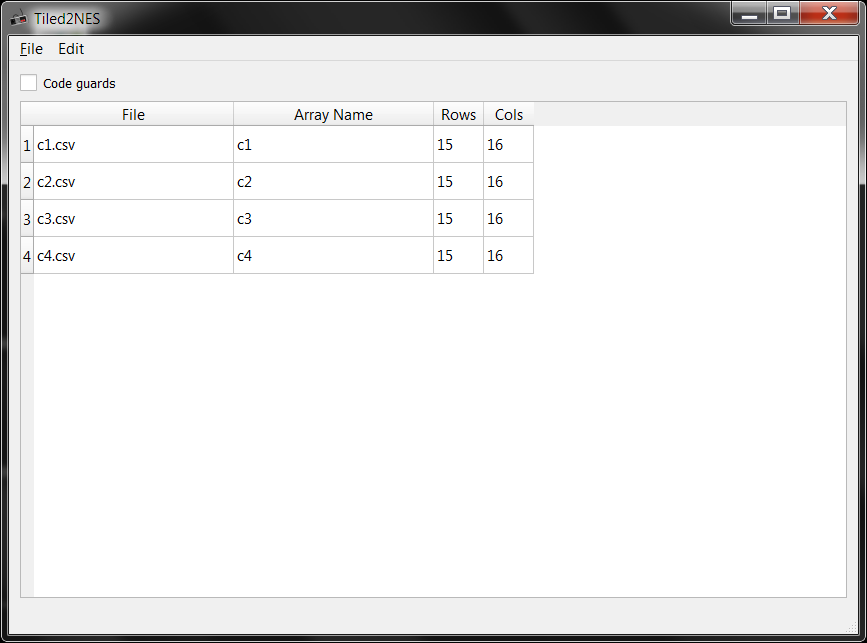 Tiled2NES
File Edit
Code guards
File Array Name Rows Cols
1 c1.csv c1 15 16
2 c2.csv c2 15 16
3 c3.csv c3 15 16
4 c4.csv c4 15 16